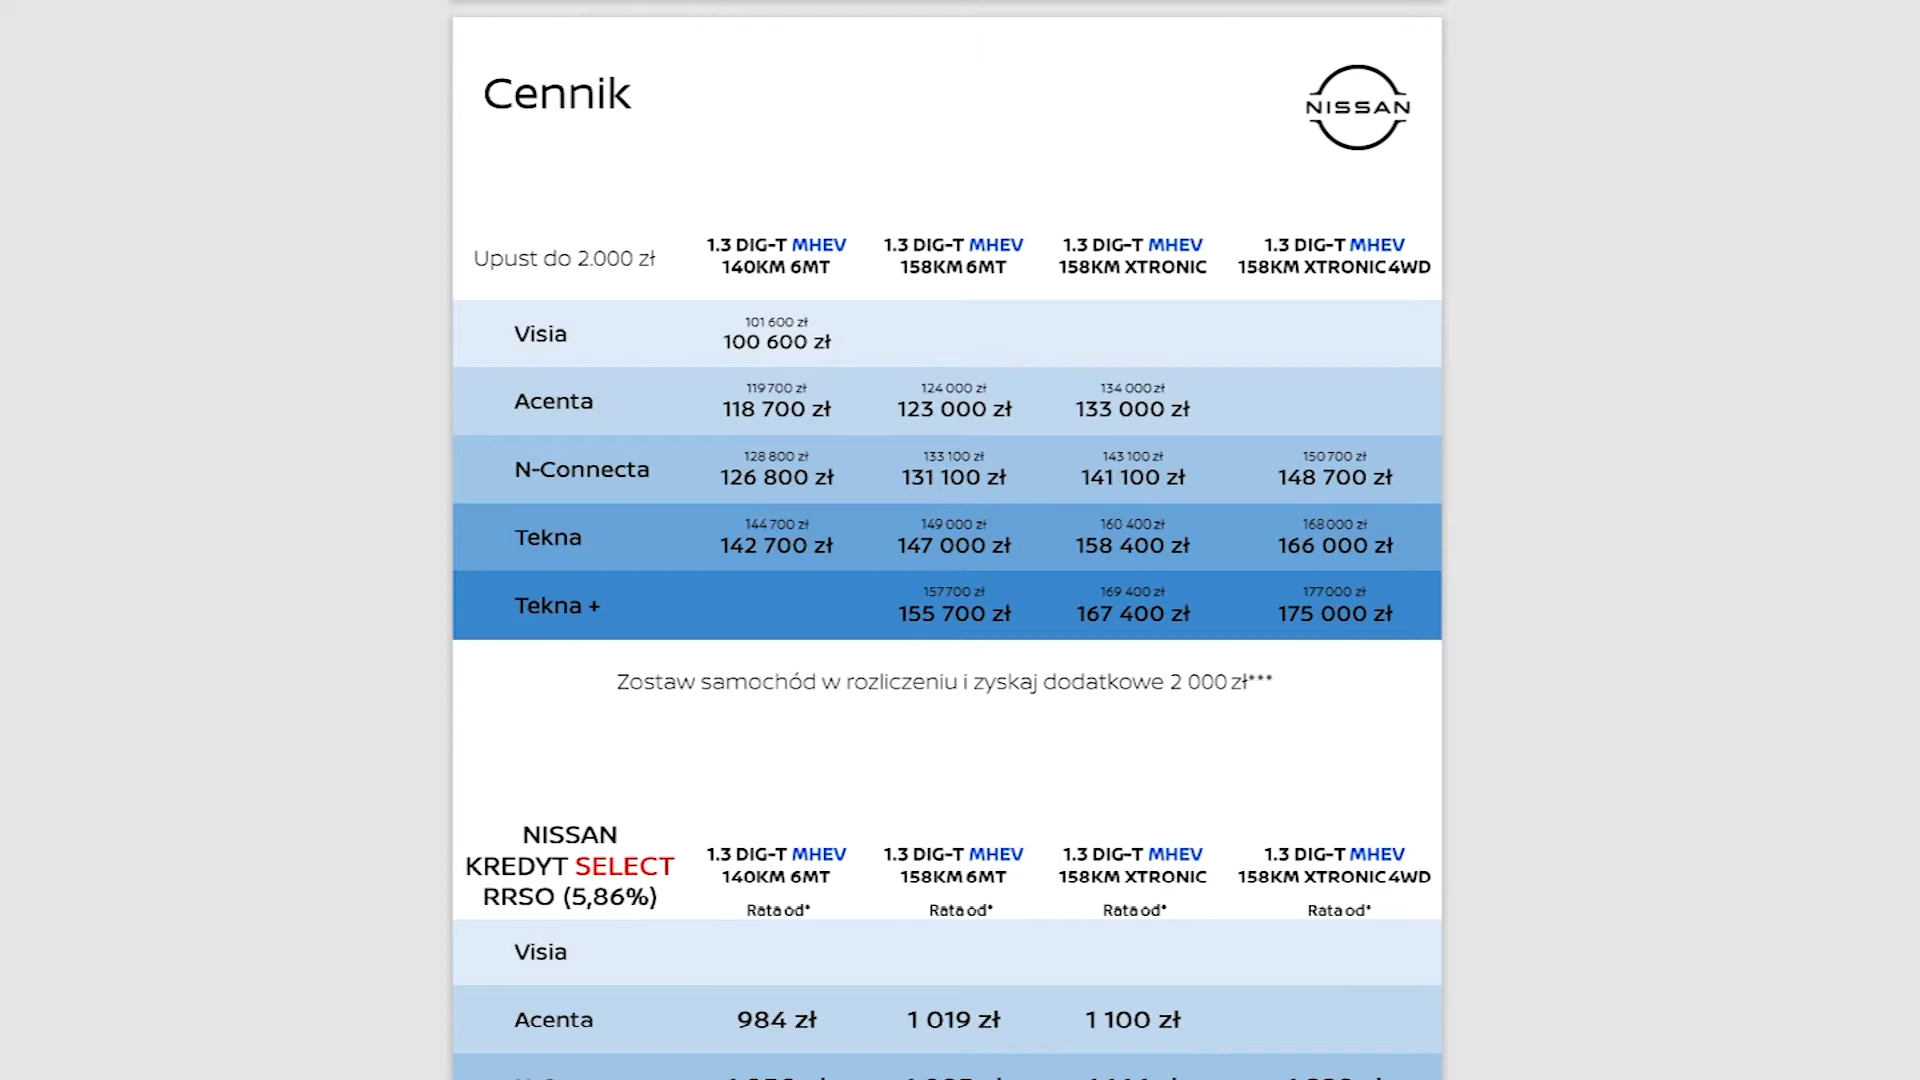 Cennik
NISSAN
Upust do 2.000 zł
1.3 DIG-T MHEV 140KM 6MT
1.3 DIG-T MHEV 158KM 6MT
1.3 DIG-T MHEV 158KM XTRONIC
1.3 DIG-T MHEV 158KM XTRONIC 4WD
101 600 zł
Visia 100 600 zł
119 700 zł 124 000 zł 134 000 zł
Acenta 118 700 zł 123 000 zł 133 000 zł
128 800 zł 133 100 zł 143 100 zł 150 700 zł
N-Connecta 126 800 zł 131 100 zł 141 100 zł 148 700 zł
144 700 zł 149 000 zł 160 400 zł 168 000 zł
Tekna 142 700 zł 147 000 zł 158 400 zł 166 000 zł
157 700 zł 169 400 zł 177 000 zł
Tekna + 155 700 zł 167 400 zł 175 000 zł
Zostaw samochód w rozliczeniu i zyskaj dodatkowe 2 000 zł***
NISSAN
KREDYT SELECT
RRSO (5,86%)
1.3 DIG-T MHEV 140KM 6MT
1.3 DIG-T MHEV 158KM 6MT
1.3 DIG-T MHEV 158KM XTRONIC
1.3 DIG-T MHEV 158KM XTRONIC 4WD
Rata od* Rata od* Rata od* Rata od*
Visia
Acenta 984 zł 1 019 zł 1 100 zł